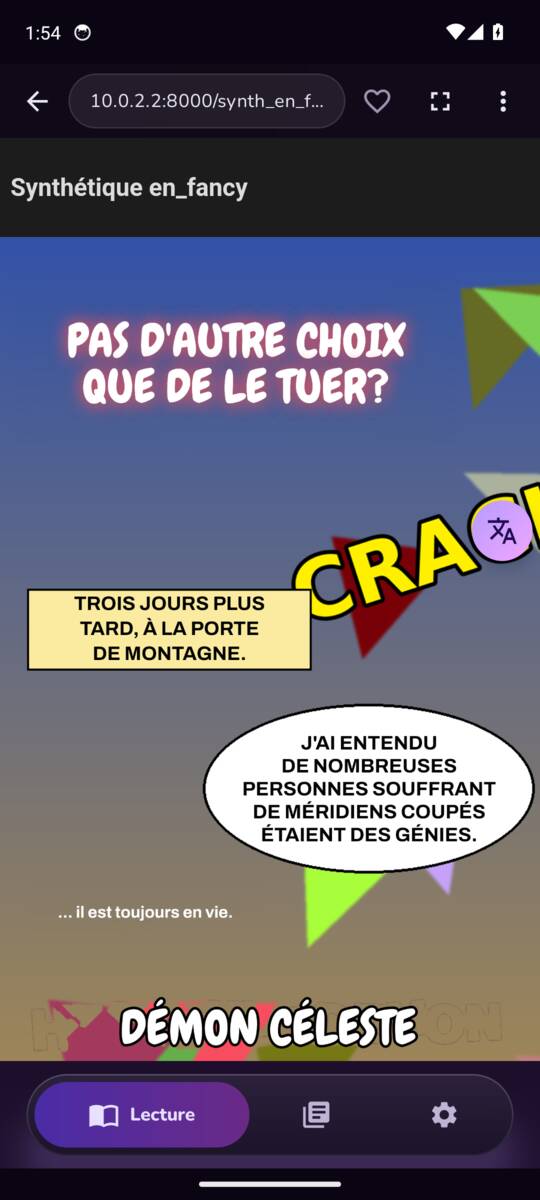 1:54
10.0.2.2:8000/synth_en_f...
Synthétique en_fancy
PAS D'AUTRE CHOIX
QUE DE LE TUER?
TROIS JOURS PLUS
TARD, À LA PORTE
DE MONTAGNE.
J'AI ENTENDU
DE NOMBREUSES
PERSONNES SOUFFRANT
DE MÉRIDIENS COUPÉS
ÉTAIENT DES GÉNIES.
... il est toujours en vie.
DÉMON CÉLESTE
Lecture